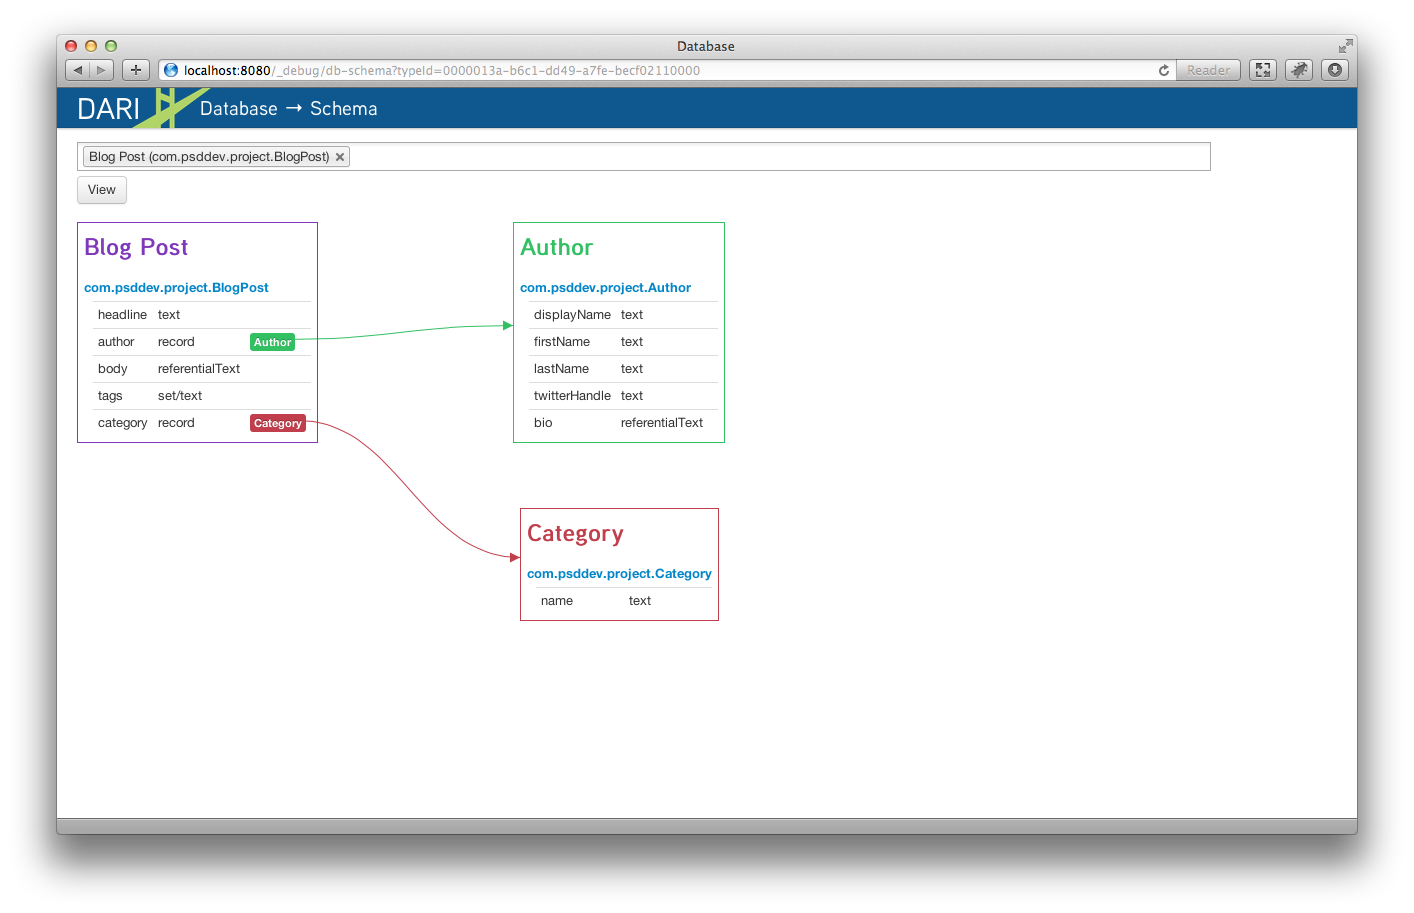 Database
localhost:8080/_debug/db-schema?typeId=0000013a-b6c1-dd49-a7fe-becf02110000
Reader
DARI Database → Schema
Blog Post (com.psddev.project.BlogPost) ×
View
Blog Post
com.psddev.project.BlogPost
headline text
author record Author
body referentialText
tags set/text
category record Category
Author
com.psddev.project.Author
displayName text
firstName text
lastName text
twitterHandle text
bio referentialText
Category
com.psddev.project.Category
name text